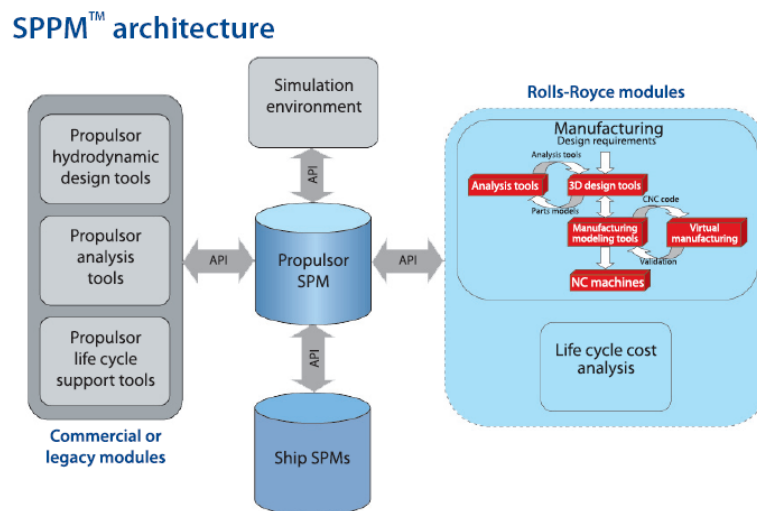 SPPM™ architecture
Simulation
environment
Rolls-Royce modules
Propulsor
hydrodynamic
design tools
Propulsor
analysis
tools
Propulsor
life cycle
support tools
Commercial or
legacy modules
API
API
Propulsor
SPM
API
API
Ship SPMs
Manufacturing
Design requirements
Analysis tools
Analysis tools
3D design tools
Parts models
CNC code
Manufacturing
modeling tools
Virtual
manufacturing
Validation
NC machines
Life cycle cost
analysis